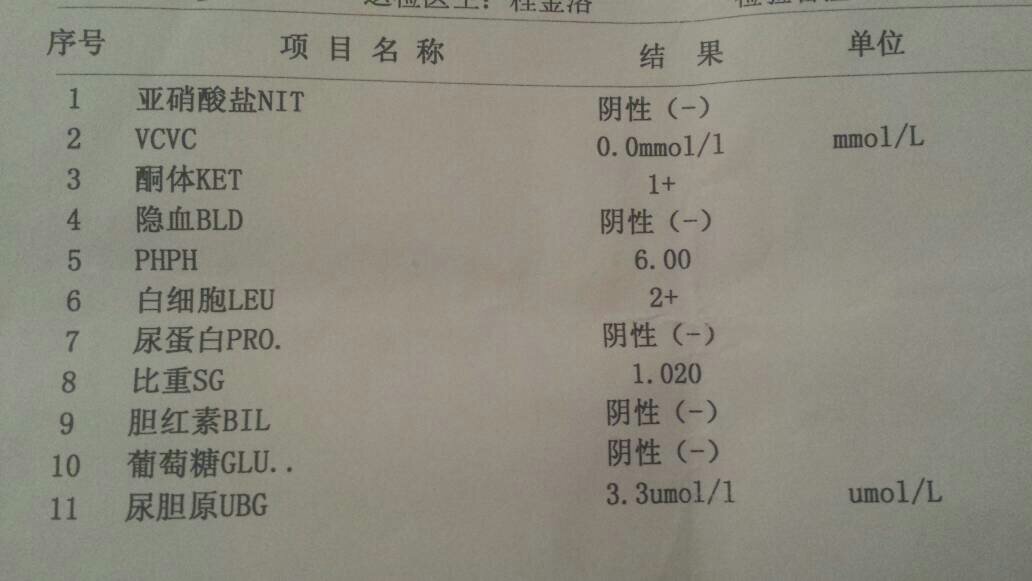 序号 项目名称 结果 单位
1 亚硝酸盐NIT 阴性(-)
2 VCVC 0.0mmol/l mmol/L
3 酮体KET 1+
4 隐血BLD 阴性(-)
5 PHPH 6.00
6 白细胞LEU 2+
7 尿蛋白PRO. 阴性(-)
8 比重SG 1.020
9 胆红素BIL 阴性(-)
10 葡萄糖GLU.. 阴性(-)
11 尿胆原UBG 3.3umol/l umol/L